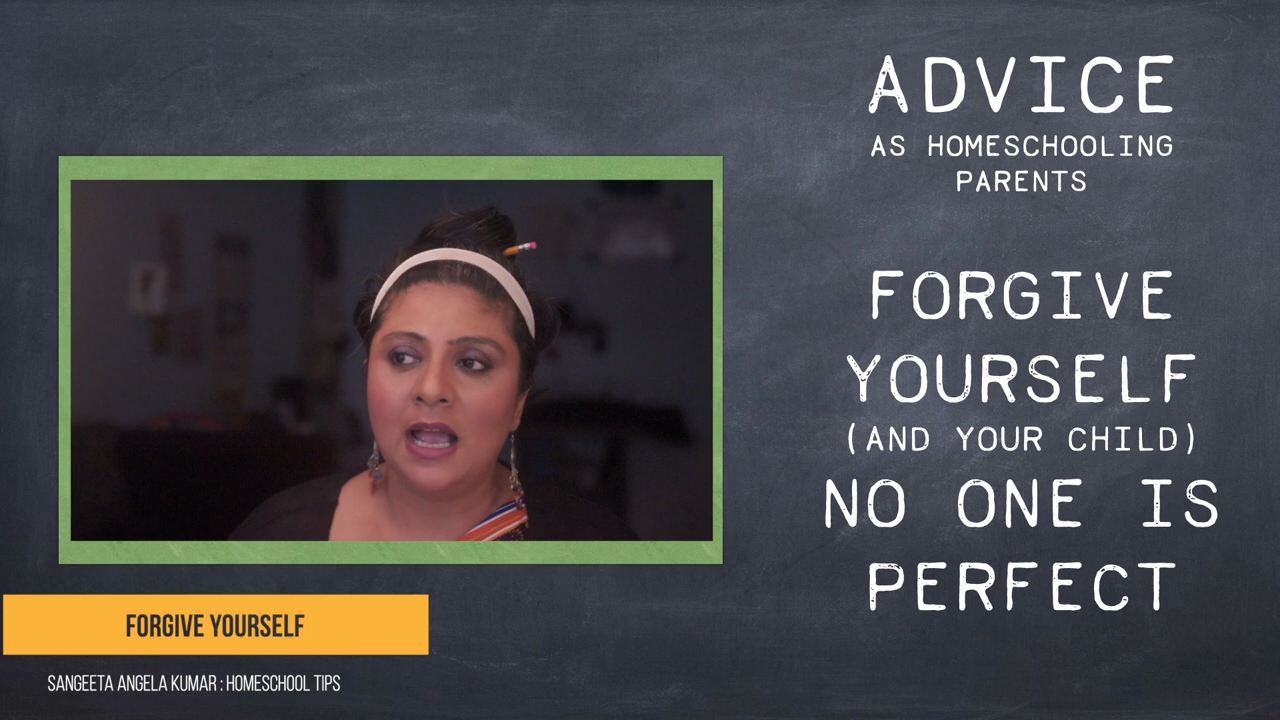 ADVICE
AS HOMESCHOOLING
PARENTS
FORGIVE
YOURSELF
(AND YOUR CHILD)
NO ONE IS
PERFECT
FORGIVE YOURSELF
SANGEETA ANGELA KUMAR : HOMESCHOOL TIPS